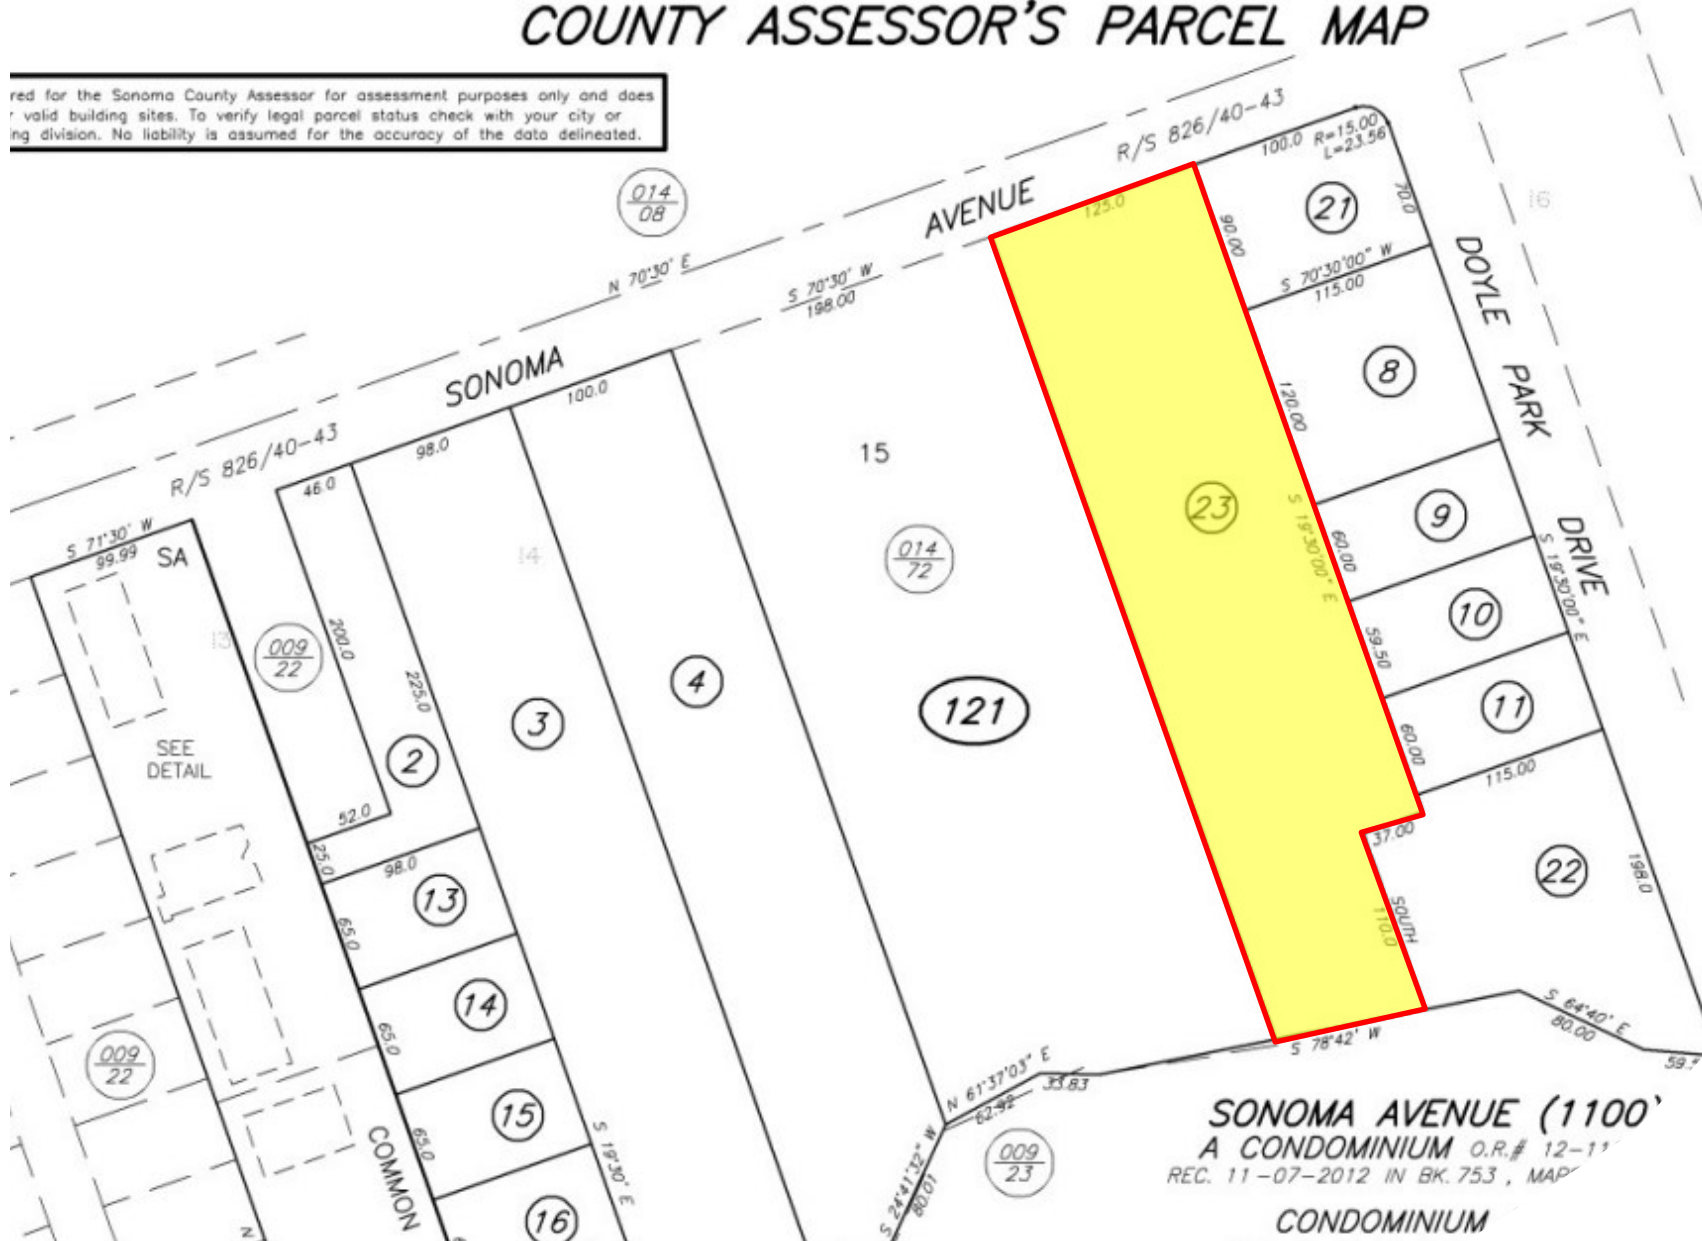 COUNTY ASSESSOR'S PARCEL MAP
red for the Sonoma County Assessor for assessment purposes only and does
valid building sites. To verify legal parcel status check with your city or
ng division. No liability is assumed for the accuracy of the data delineated.
014
08
R/S 826/40-43
AVENUE
N 70°30' E
S 70°30' W
198.00
SONOMA
R/S 826/40-43
125.0
100.0
R=15.00
L=23.56
70.0
21
90.00
S 70°30'00" W
115.00
16
DOYLE PARK DRIVE
8
120.00
100.0
98.0
46.0
15
014
72
23
S 19°30'00" E
9
60.00
S 19°30'00" E
10
59.50
11
60.00
115.00
S 71°30' W
99.99
SA
14
13
009
22
200.0
225.0
SEE
DETAIL
2
3
4
121
52.0
25.0
98.0
13
65.0
37.00
22
198.0
SOUTH
110.0
14
65.0
009
22
15
65.0
16
COMMON
S 19°30' E
N
S 78°42' W
S 64°40' E
80.00
N 61°37'03" E
62.92
33.83
S 24°41'32" W
80.01
009
23
SONOMA AVENUE (1100
A CONDOMINIUM O.R.# 12-11
REC. 11-07-2012 IN BK. 753 , MAP
CONDOMINIUM